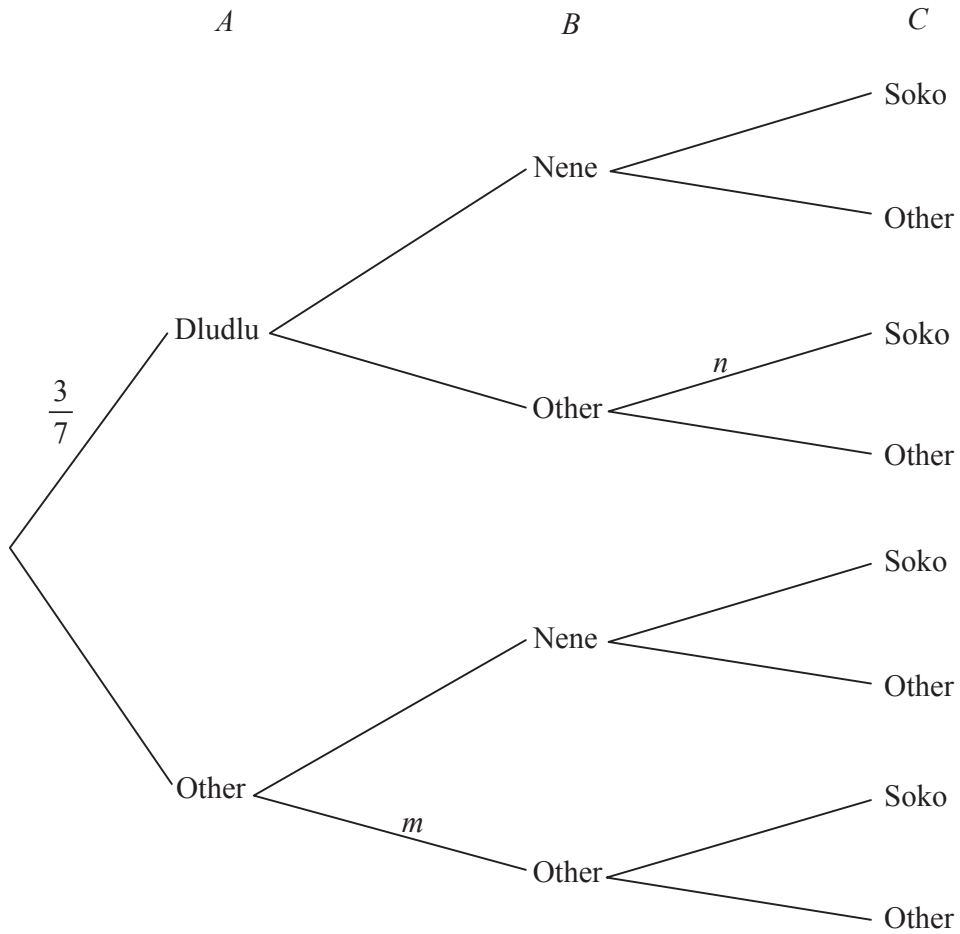 A B C
Soko
Nene
Other
Dludlu
Soko
n
3
7
Other
Other
Soko
Nene
Other
Other
Soko
m
Other
Other